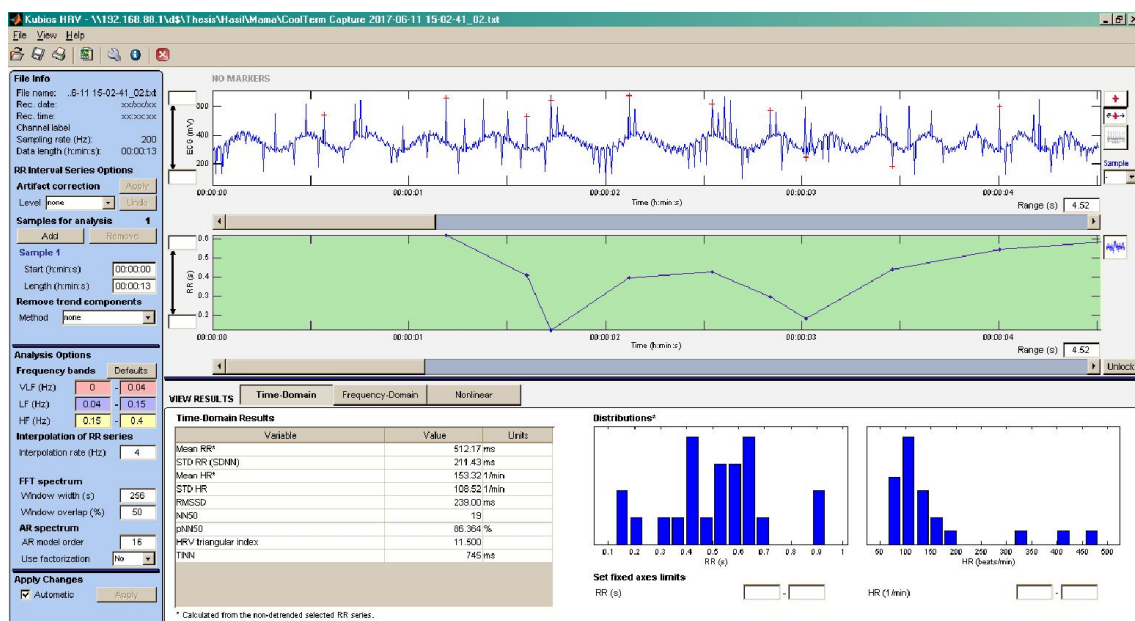 Kubios HRV - \\192.168.88.1\d$\Thesis\Hasil\Mama\CoolTerm Capture 2017-06-11 15-02-41_02.txt
File View Help
File Info
File name: ..6-11 15-02-41_02.txt
Rec. date: xx/xx/xx
Rec. time: xx:xx:xx
Channel label
Sampling rate (Hz): 200
Data length (h:min:s): 00:00:13
RR Interval Series Options
Artifact correction Apply
Level none Undo
Samples for analysis 1
Add Remove
Sample 1
Start (h:min:s) 00:00:00
Length (h:min:s) 00:00:13
Remove trend components
Method none
Analysis Options
Frequency bands Defaults
VLF (Hz) 0 - 0.04
LF (Hz) 0.04 - 0.15
HF (Hz) 0.15 - 0.4
Interpolation of RR series
Interpolation rate (Hz) 4
FFT spectrum
Window width (s) 256
Window overlap (%) 50
AR spectrum
AR model order 16
Use factorization No
Apply Changes
Automatic Apply
NO MARKERS
ECG (mV)
400
200
00:00:00 00:00:01 00:00:02 00:00:03 00:00:04
Time (h:min:s)
Range (s) 4.52
Sample
-
RR (s)
0.6
0.5
0.4
0.3
0.2
00:00:00 00:00:01 00:00:02 00:00:03 00:00:04
Time (h:min:s)
Range (s) 4.52
Unlock
VIEW RESULTS Time-Domain Frequency-Domain Nonlinear
Time-Domain Results
Variable Value Units
Mean RR* 512.17 ms
STD RR (SDNN) 211.43 ms
Mean HR* 153.32 1/min
STD HR 106.52 1/min
RMSSD 239.00 ms
NN50 19
pNN50 86.364 %
HRV triangular index 11.500
TINN 745 ms
* Calculated from the non-detrended selected RR series.
Distributions*
0.1 0.2 0.3 0.4 0.5 0.6 0.7 0.8 0.9 1
RR (s)
50 100 150 200 250 300 350 400 450 500
HR (beats/min)
Set fixed axes limits
RR (s) -
HR (1/min) -